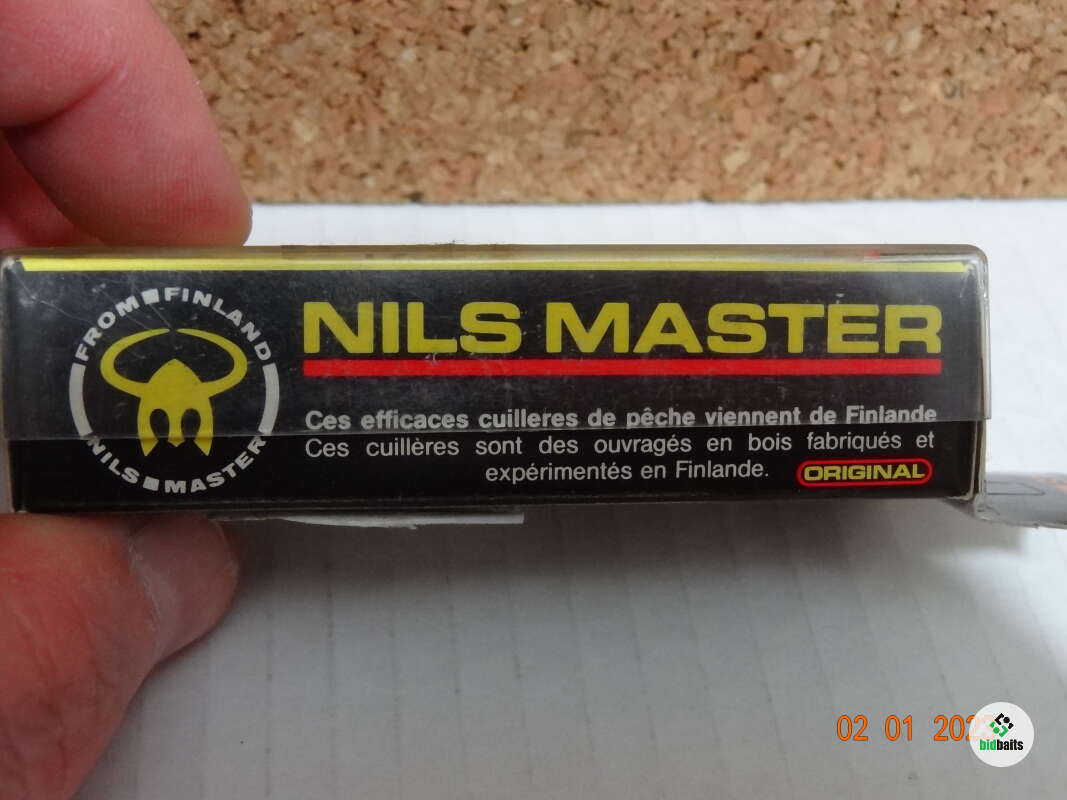 FROM FINLAND
NILS MASTER
NILS MASTER
Ces efficaces cuilleres de pêche viennent de Finlande
Ces cuillères sont des ouvragés en bois fabriqués et
expérimentés en Finlande.
ORIGINAL
02 01
bidbaits